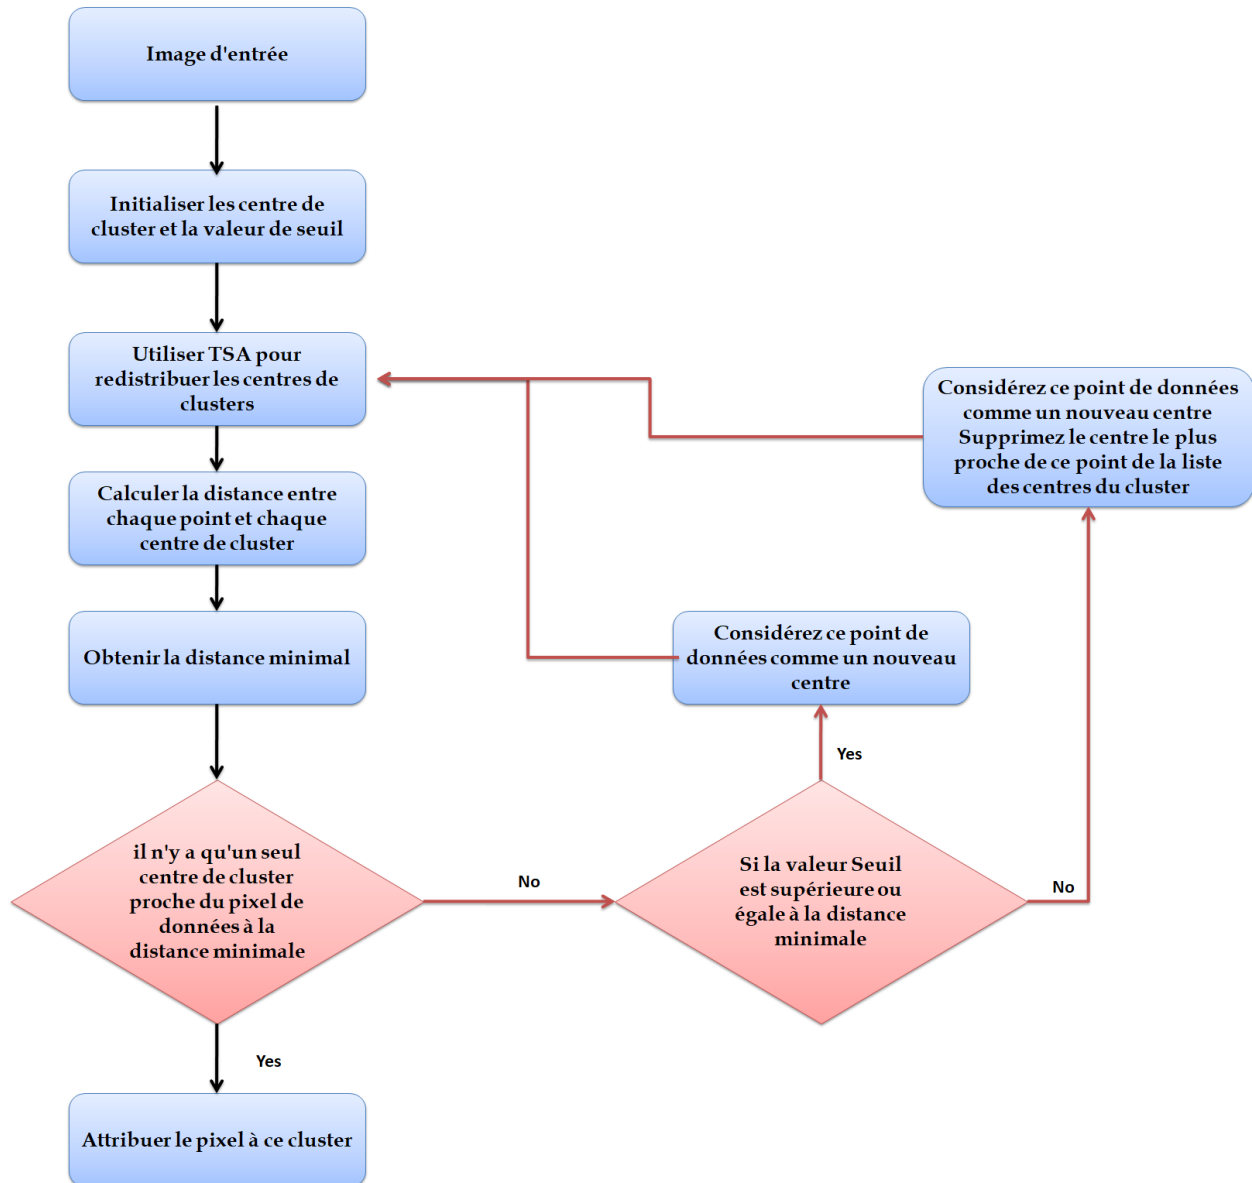 Image d'entrée
Initialiser les centre de
cluster et la valeur de seuil
Utiliser TSA pour
redistribuer les centres de
clusters
Considérez ce point de données
comme un nouveau centre
Supprimez le centre le plus
proche de ce point de la liste
des centres du cluster
Calculer la distance entre
chaque point et chaque
centre de cluster
Obtenir la distance minimal
Considérez ce point de
données comme un nouveau
centre
Yes
il n'y a qu'un seul
centre de cluster
proche du pixel de
données à la
distance minimale
No
Si la valeur Seuil
est supérieure ou
égale à la distance
minimale
No
Yes
Attribuer le pixel à ce cluster